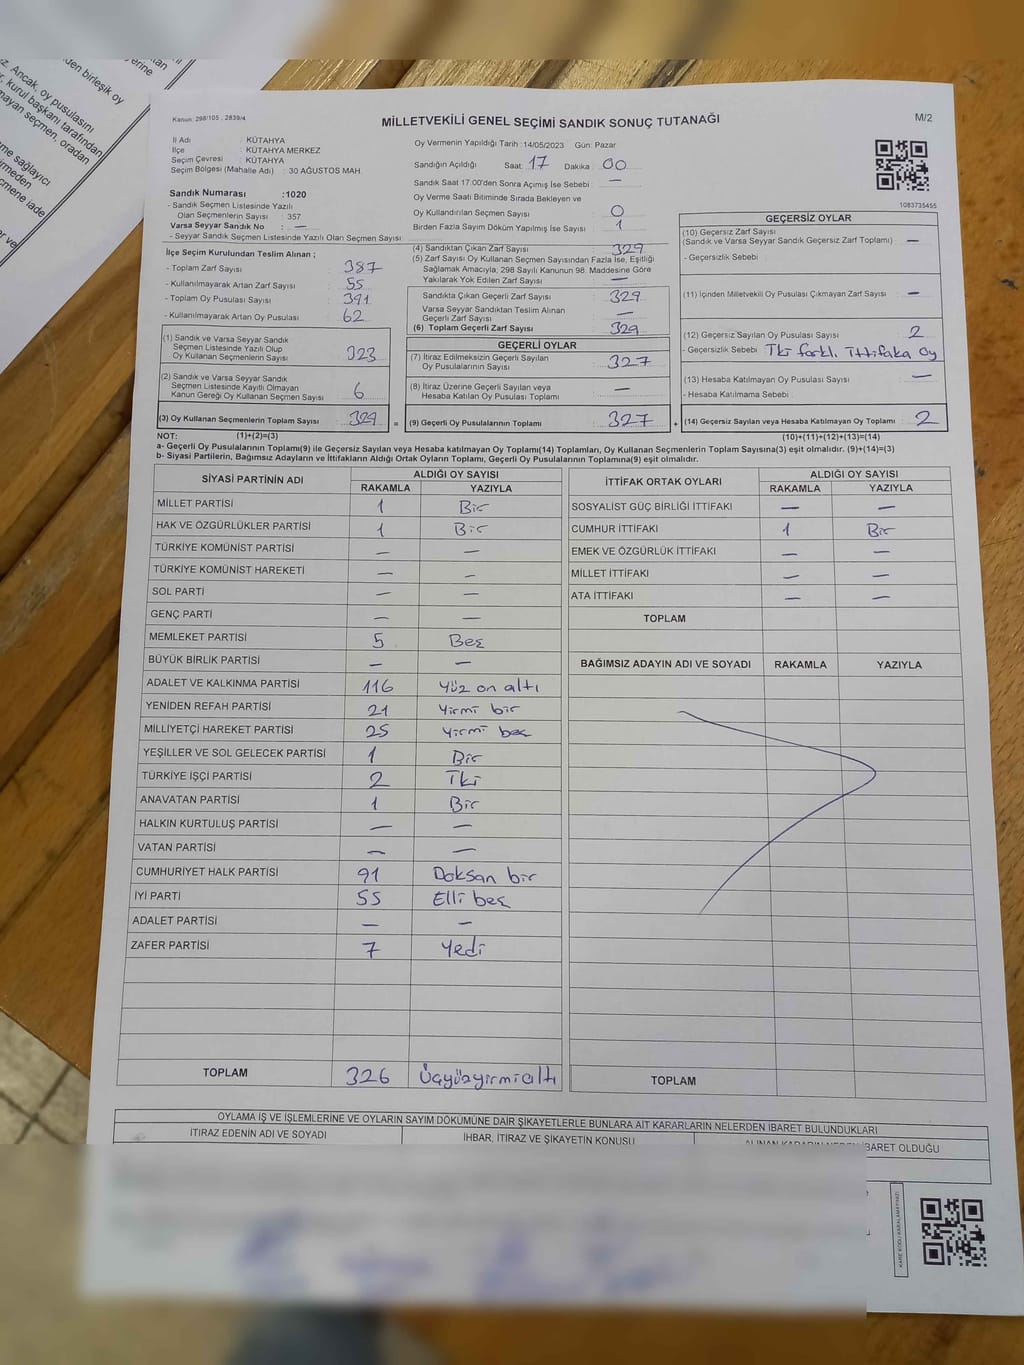 z. Ancak, oy pusulasını
kurul başkanı tarafından
mayan seçmen, oradan
den birleşik oy
yerine
me sağlayıcı
irmeden
çmene iade
er ve
Kanun: 298/105 , 2839/4
MİLLETVEKİLİ GENEL SEÇİMİ SANDIK SONUÇ TUTANAĞI
M/2
İl Adı : KÜTAHYA
İlçe : KÜTAHYA MERKEZ
Seçim Çevresi : KÜTAHYA
Seçim Bölgesi (Mahalle Adı) : 30 AĞUSTOS MAH
Sandık Numarası :1020
- Sandık Seçmen Listesinde Yazılı
Olan Seçmenlerin Sayısı : 357
Varsa Seyyar Sandık No : —
- Seyyar Sandık Seçmen Listesinde Yazılı Olan Seçmen Sayısı :
İlçe Seçim Kurulundan Teslim Alınan ;
- Toplam Zarf Sayısı : 387
- Kullanılmayarak Artan Zarf Sayısı : 55
- Toplam Oy Pusulası Sayısı : 391
- Kullanılmayarak Artan Oy Pusulası : 62
(1) Sandık ve Varsa Seyyar Sandık
Seçmen Listesinde Yazılı Olup
Oy Kullanan Seçmenlerin Sayısı : 323
(2) Sandık ve Varsa Seyyar Sandık
Seçmen Listesinde Kayıtlı Olmayan
Kanun Gereği Oy Kullanan Seçmen Sayısı : 6
(3) Oy Kullanan Seçmenlerin Toplam Sayısı : 329
Oy Vermenin Yapıldığı Tarih :14/05/2023 Gün: Pazar
Sandığın Açıldığı Saat: 17 Dakika : 00
Sandık Saat 17:00'den Sonra Açımış İse Sebebi : —
Oy Verme Saati Bitiminde Sırada Bekleyen ve
Oy Kullandırılan Seçmen Sayısı : 0
Birden Fazla Sayım Döküm Yapılmış İse Sayısı : 1
(4) Sandıktan Çıkan Zarf Sayısı : 329
(5) Zarf Sayısı Oy Kullanan Seçmen Sayısından Fazla İse, Eşitliği
Sağlamak Amacıyla; 298 Sayılı Kanunun 98. Maddesine Göre
Yakılarak Yok Edilen Zarf Sayısı : —
Sandıkta Çıkan Geçerli Zarf Sayısı : 329
Varsa Seyyar Sandıktan Teslim Alınan
Geçerli Zarf Sayısı : —
(6) Toplam Geçerli Zarf Sayısı : 329
GEÇERLİ OYLAR
(7) İtiraz Edilmeksizin Geçerli Sayılan
Oy Pusulalarının Sayısı : 327
(8) İtiraz Üzerine Geçerli Sayılan veya
Hesaba Katılan Oy Pusulası Toplamı : —
= (9) Geçerli Oy Pusulalarının Toplamı : 327
1083735455
GEÇERSİZ OYLAR
(10) Geçersiz Zarf Sayısı
(Sandık ve Varsa Seyyar Sandık Geçersiz Zarf Toplamı) : —
- Geçersizlik Sebebi :
(11) İçinden Milletvekili Oy Pusulası Çıkmayan Zarf Sayısı : —
(12) Geçersiz Sayılan Oy Pusulası Sayısı : 2
- Geçersizlik Sebebi : İki farklı ittifaka oy
(13) Hesaba Katılmayan Oy Pusulası Sayısı : —
- Hesaba Katılmama Sebebi :
+ (14) Geçersiz Sayılan veya Hesaba Katılmayan Oy Toplamı : 2
NOT: (1)+(2)=(3) (10)+(11)+(12)+(13)=(14)
a- Geçerli Oy Pusulalarının Toplamı(9) ile Geçersiz Sayılan veya Hesaba katılmayan Oy Toplamı(14) Toplamları, Oy Kullanan Seçmenlerin Toplam Sayısına(3) eşit olmalıdır. (9)+(14)=(3)
b- Siyasi Partilerin, Bağımsız Adayların ve İttifakların Aldığı Ortak Oyların Toplamı, Geçerli Oy Pusulalarının Toplamına(9) eşit olmalıdır.
SİYASİ PARTİNİN ADI ALDIĞI OY SAYISI
RAKAMLA YAZIYLA
MİLLET PARTİSİ 1 Bir
HAK VE ÖZGÜRLÜKLER PARTİSİ 1 Bir
TÜRKİYE KOMÜNİST PARTİSİ — —
TÜRKİYE KOMÜNİST HAREKETİ — —
SOL PARTİ — —
GENÇ PARTİ — —
MEMLEKET PARTİSİ 5 Beş
BÜYÜK BİRLİK PARTİSİ — —
ADALET VE KALKINMA PARTİSİ 116 yüz on altı
YENİDEN REFAH PARTİSİ 21 yirmi bir
MİLLİYETÇİ HAREKET PARTİSİ 25 yirmi beş
YEŞİLLER VE SOL GELECEK PARTİSİ 1 Bir
TÜRKİYE İŞÇİ PARTİSİ 2 İki
ANAVATAN PARTİSİ 1 Bir
HALKIN KURTULUŞ PARTİSİ — —
VATAN PARTİSİ — —
CUMHURİYET HALK PARTİSİ 91 Doksan bir
İYİ PARTİ 55 Elli beş
ADALET PARTİSİ — —
ZAFER PARTİSİ 7 Yedi
TOPLAM 326 Üçyüzyirmialtı
İTTİFAK ORTAK OYLARI ALDIĞI OY SAYISI
RAKAMLA YAZIYLA
SOSYALİST GÜÇ BİRLİĞİ İTTİFAKI — —
CUMHUR İTTİFAKI 1 Bir
EMEK VE ÖZGÜRLÜK İTTİFAKI — —
MİLLET İTTİFAKI — —
ATA İTTİFAKI — —
TOPLAM
BAĞIMSIZ ADAYIN ADI VE SOYADI RAKAMLA YAZIYLA
TOPLAM
OYLAMA İŞ VE İŞLEMLERİNE VE OYLARIN SAYIM DÖKÜMÜNE DAİR ŞİKAYETLERLE BUNLARA AİT KARARLARIN NELERDEN İBARET BULUNDUKLARI
İTİRAZ EDENİN ADI VE SOYADI İHBAR, İTİRAZ VE ŞİKAYETİN KONUSU ALINAN KARARIN NEDEN İBARET OLDUĞU
KARE KODU KARALAMAYINIZ!